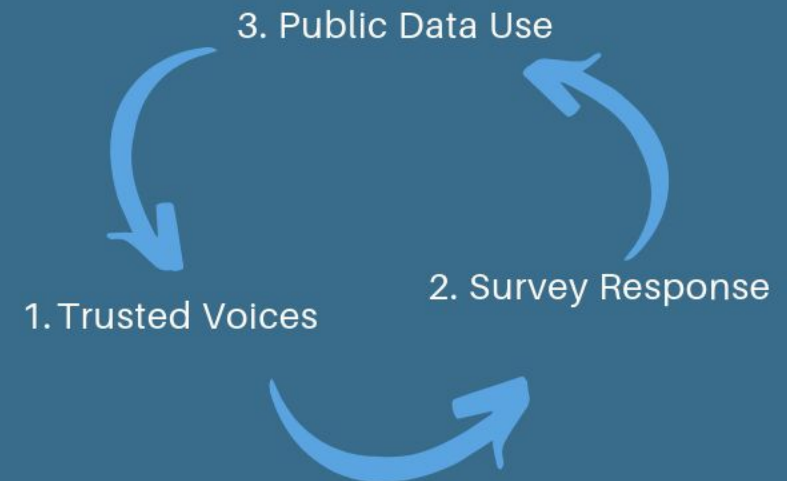 3. Public Data Use
2. Survey Response
1. Trusted Voices